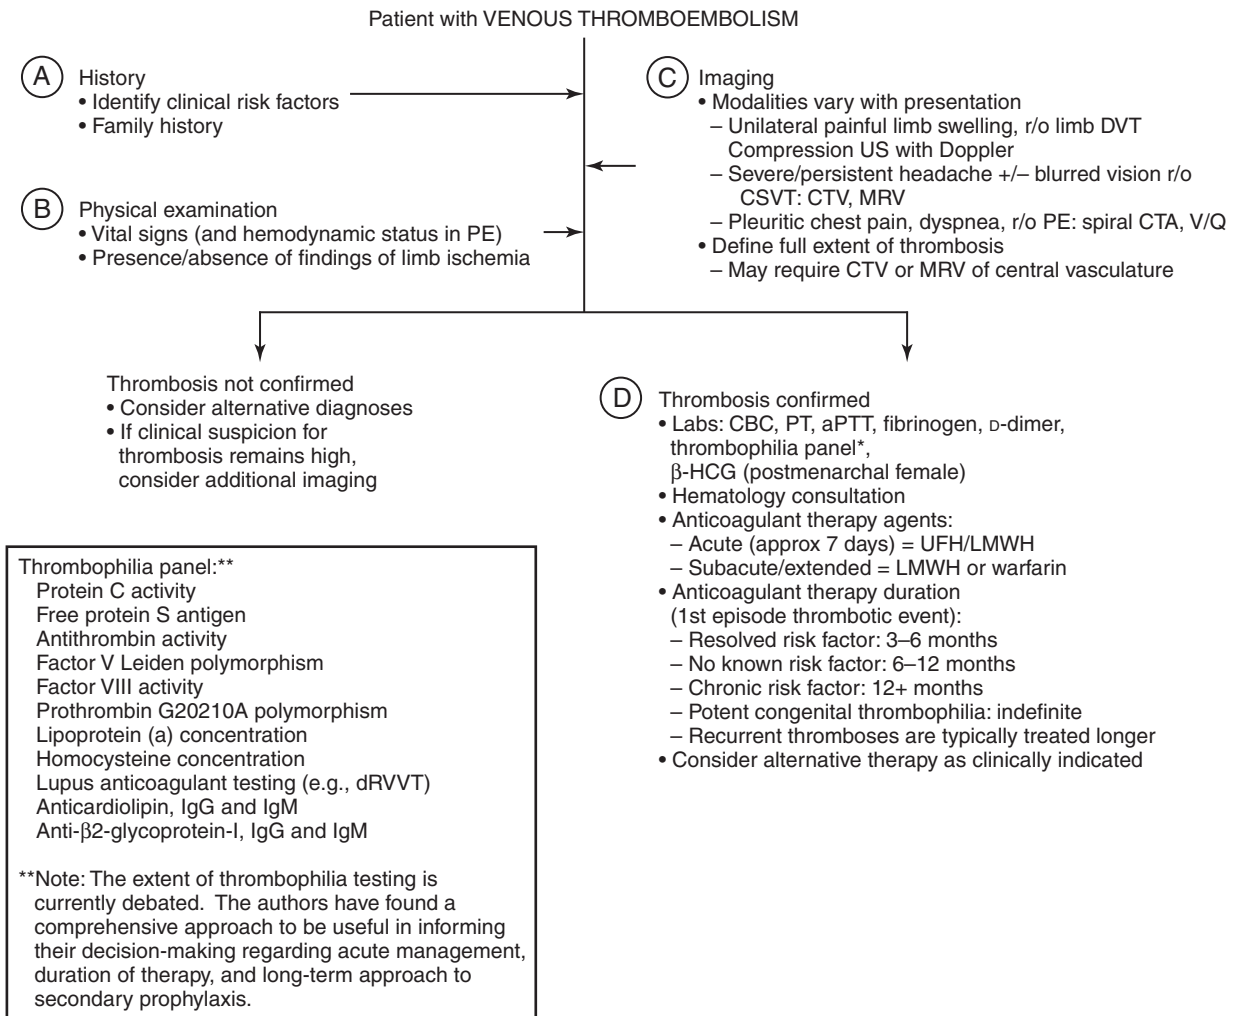 Patient with VENOUS THROMBOEMBOLISM
A
History
• Identify clinical risk factors
• Family history
B
Physical examination
• Vital signs (and hemodynamic status in PE)
• Presence/absence of findings of limb ischemia
C
Imaging
• Modalities vary with presentation
– Unilateral painful limb swelling, r/o limb DVT
Compression US with Doppler
– Severe/persistent headache +/– blurred vision r/o
CSVT: CTV, MRV
– Pleuritic chest pain, dyspnea, r/o PE: spiral CTA, V/Q
• Define full extent of thrombosis
– May require CTV or MRV of central vasculature
Thrombosis not confirmed
• Consider alternative diagnoses
• If clinical suspicion for
thrombosis remains high,
consider additional imaging
D
Thrombosis confirmed
• Labs: CBC, PT, aPTT, fibrinogen, D-dimer,
thrombophilia panel*,
β-HCG (postmenarchal female)
• Hematology consultation
• Anticoagulant therapy agents:
– Acute (approx 7 days) = UFH/LMWH
– Subacute/extended = LMWH or warfarin
• Anticoagulant therapy duration
(1st episode thrombotic event):
– Resolved risk factor: 3–6 months
– No known risk factor: 6–12 months
– Chronic risk factor: 12+ months
– Potent congenital thrombophilia: indefinite
– Recurrent thromboses are typically treated longer
• Consider alternative therapy as clinically indicated
Thrombophilia panel:**
Protein C activity
Free protein S antigen
Antithrombin activity
Factor V Leiden polymorphism
Factor VIII activity
Prothrombin G20210A polymorphism
Lipoprotein (a) concentration
Homocysteine concentration
Lupus anticoagulant testing (e.g., dRVVT)
Anticardiolipin, IgG and IgM
Anti-β2-glycoprotein-I, IgG and IgM
**Note: The extent of thrombophilia testing is
currently debated. The authors have found a
comprehensive approach to be useful in informing
their decision-making regarding acute management,
duration of therapy, and long-term approach to
secondary prophylaxis.